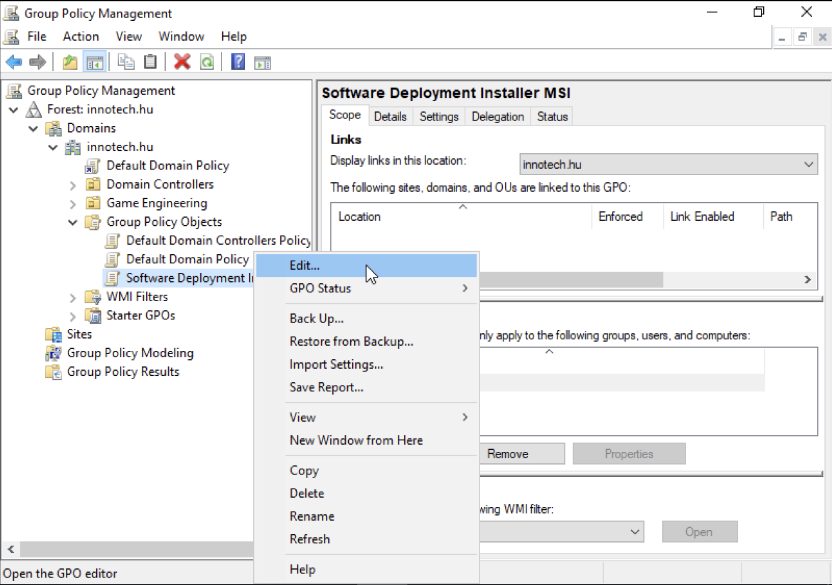 Group Policy Management
File Action View Window Help
Group Policy Management
Forest: innotech.hu
Domains
innotech.hu
Default Domain Policy
Domain Controllers
Game Engineering
Group Policy Objects
Default Domain Controllers Policy
Default Domain Policy
Software Deployment I
WMI Filters
Starter GPOs
Sites
Group Policy Modeling
Group Policy Results
Software Deployment Installer MSI
Scope Details Settings Delegation Status
Links
Display links in this location: innotech.hu
The following sites, domains, and OUs are linked to this GPO:
Location Enforced Link Enabled Path
nly apply to the following groups, users, and computers:
Remove Properties
wing WMI filter:
Open
Edit...
GPO Status
Back Up...
Restore from Backup...
Import Settings...
Save Report...
View
New Window from Here
Copy
Delete
Rename
Refresh
Help
Open the GPO editor